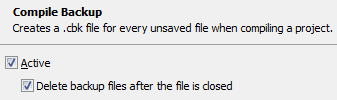 Compile Backup
Creates a .cbk file for every unsaved file when compiling a project.
Active
Delete backup files after the file is closed